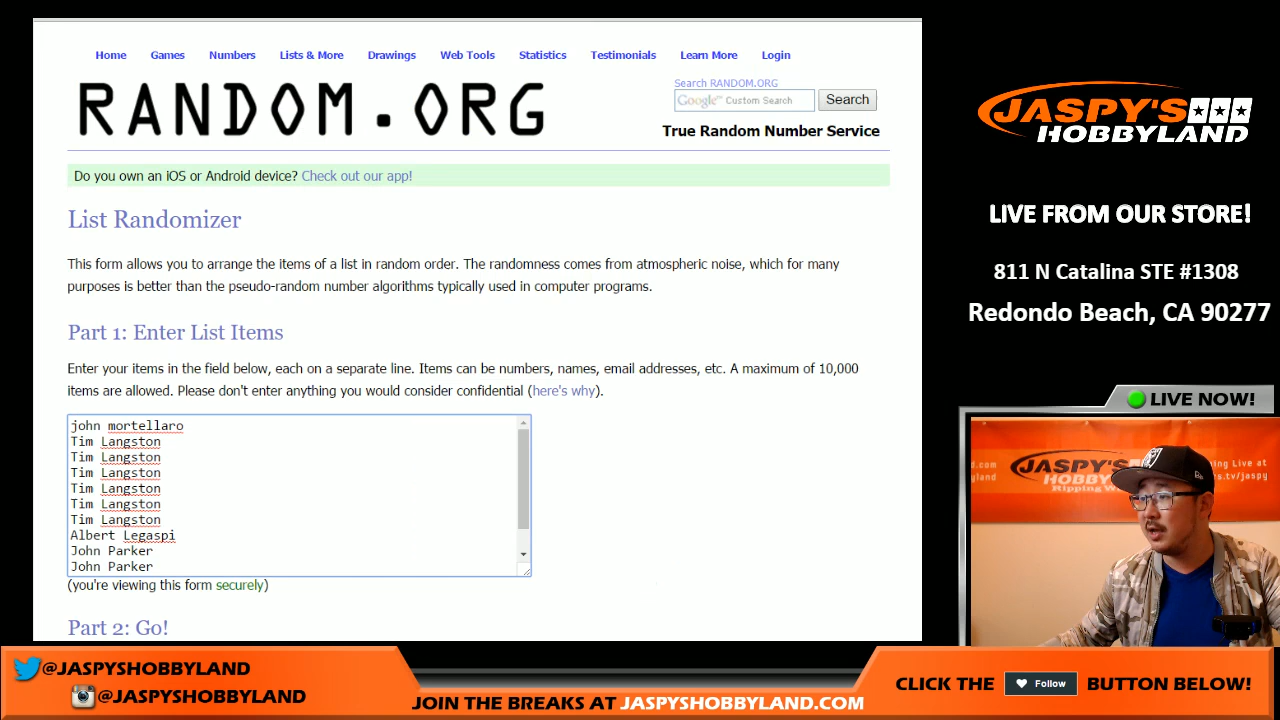 Home Games Numbers Lists & More Drawings Web Tools Statistics Testimonials Learn More Login
RANDOM.ORG
Search RANDOM.ORG
Google Custom Search Search
True Random Number Service
Do you own an iOS or Android device? Check out our app!
List Randomizer
This form allows you to arrange the items of a list in random order. The randomness comes from atmospheric noise, which for many
purposes is better than the pseudo-random number algorithms typically used in computer programs.
Part 1: Enter List Items
Enter your items in the field below, each on a separate line. Items can be numbers, names, email addresses, etc. A maximum of 10,000
items are allowed. Please don't enter anything you would consider confidential (here's why).
john mortellaro
Tim Langston
Tim Langston
Tim Langston
Tim Langston
Tim Langston
Tim Langston
Albert Legaspi
John Parker
John Parker
(you're viewing this form securely)
Part 2: Go!
JASPY'S
HOBBYLAND
LIVE FROM OUR STORE!
811 N Catalina STE #1308
Redondo Beach, CA 90277
LIVE NOW!
JASPY'S
@JASPYSHOBBYLAND
@JASPYSHOBBYLAND
JOIN THE BREAKS AT JASPYSHOBBYLAND.COM
CLICK THE Follow BUTTON BELOW!